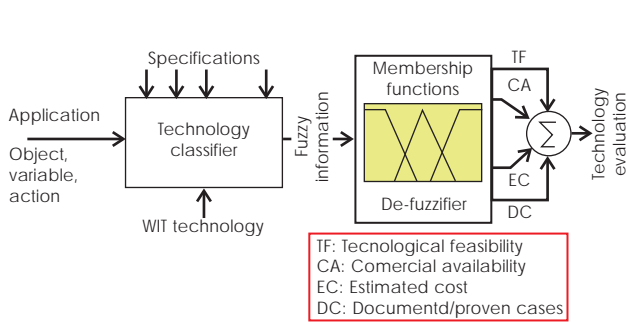 Specifications
Application
Object,
variable,
action
Technology
classifier
WIT technology
Fuzzy
information
Membership
functions
De-fuzzifier
TF
CA
EC
DC
Σ
Technology
evaluation
TF: Tecnological feasibility
CA: Comercial availability
EC: Estimated cost
DC: Documentd/proven cases